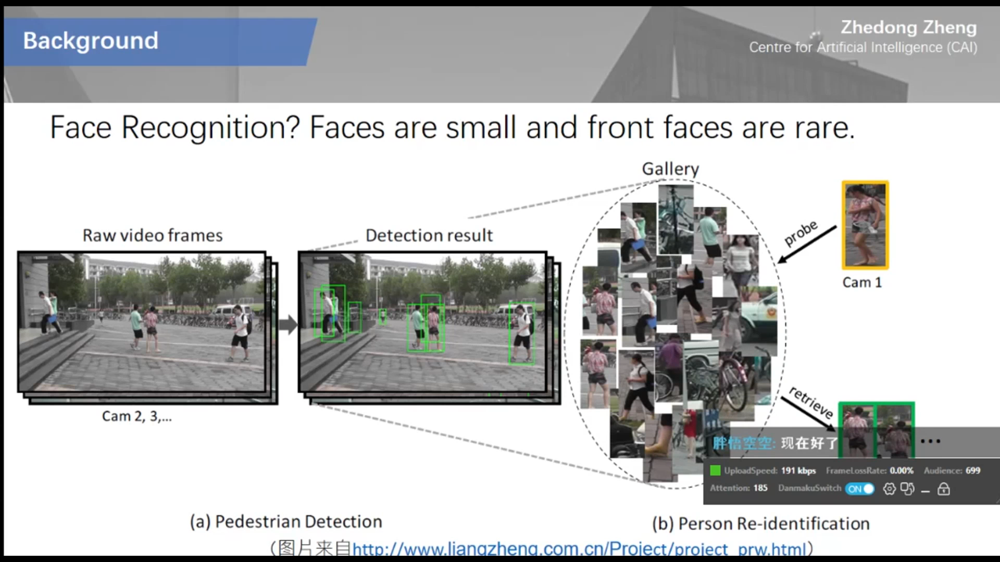 Background
Zhedong Zheng
Centre for Artificial Intelligence (CAI)
Face Recognition? Faces are small and front faces are rare.
Gallery
Raw video frames
Detection result
probe
Cam 1
Cam 2, 3,...
retrieve
胖悟空空: 现在好了
...
UploadSpeed: 191 kbps FrameLossRate: 0.00% Audience: 699
Attention: 185 DanmakuSwitch ON
(a) Pedestrian Detection
(b) Person Re-identification
(图片来自http://www.liangzheng.com.cn/Project/project_prw.html)